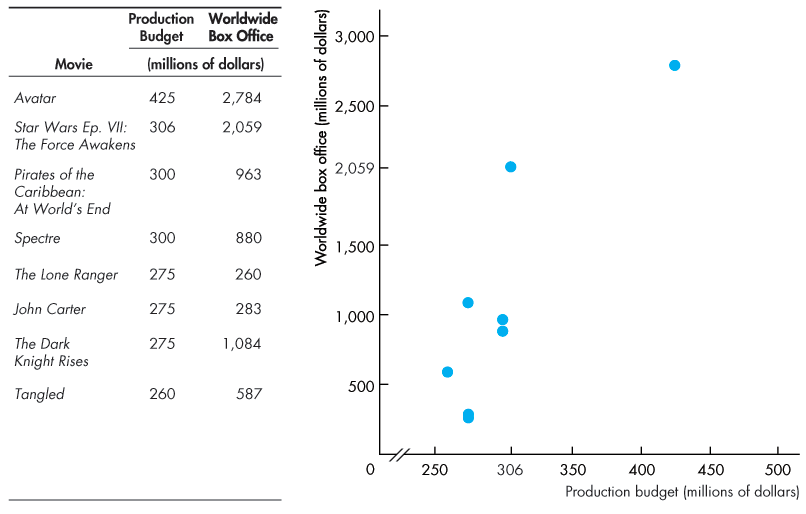 Production Worldwide
Budget Box Office
Movie (millions of dollars)
Avatar 425 2,784
Star Wars Ep. VII: 306 2,059
The Force Awakens
Pirates of the 300 963
Caribbean:
At World's End
Spectre 300 880
The Lone Ranger 275 260
John Carter 275 283
The Dark 275 1,084
Knight Rises
Tangled 260 587
Worldwide box office (millions of dollars)
3,000
2,500
2,059
1,500
1,000
500
0 250 306 350 400 450 500
Production budget (millions of dollars)